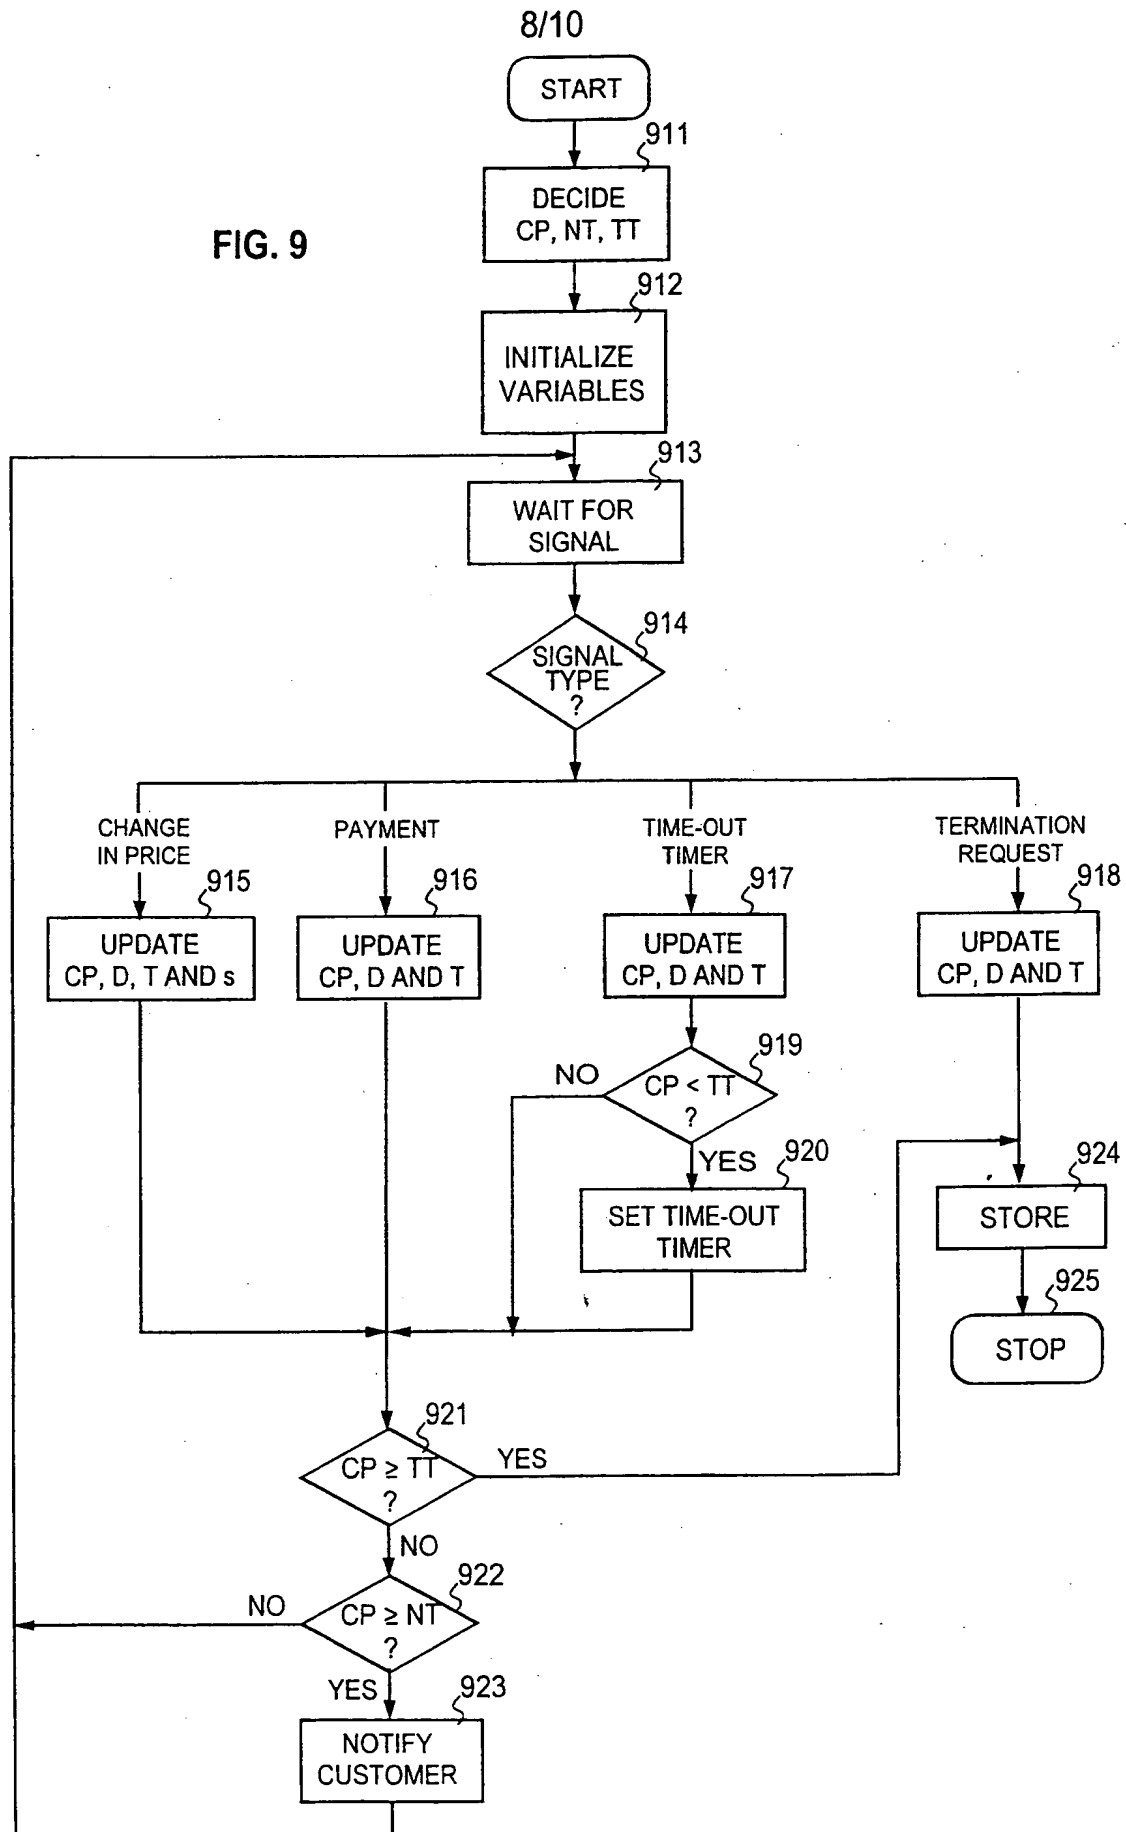 8/10
START
911
DECIDE
CP, NT, TT
FIG. 9
912
INITIALIZE
VARIABLES
913
WAIT FOR
SIGNAL
914
SIGNAL
TYPE
?
CHANGE
IN PRICE
PAYMENT
TIME-OUT
TIMER
TERMINATION
REQUEST
915
UPDATE
CP, D, T AND s
916
UPDATE
CP, D AND T
917
UPDATE
CP, D AND T
918
UPDATE
CP, D AND T
919
CP < TT
?
NO
YES
920
SET TIME-OUT
TIMER
924
STORE
925
STOP
921
CP ≥ TT
?
YES
NO
922
CP ≥ NT
?
NO
YES
923
NOTIFY
CUSTOMER